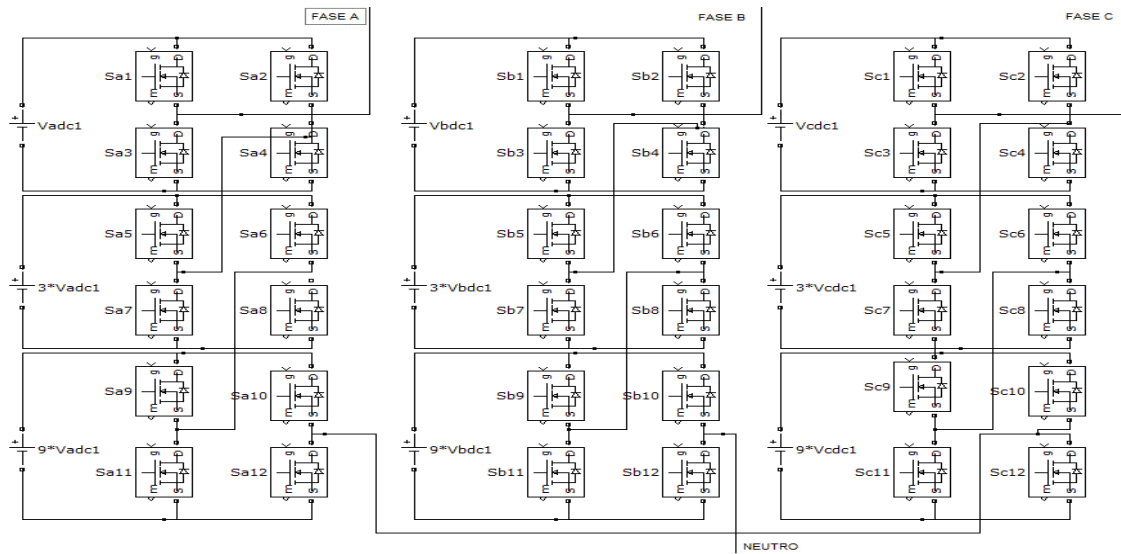 FASE A FASE B FASE C
g D g D g D g D g D g D
Sa1 Sa2 Sb1 Sb2 Sc1 Sc2
m S m S m S m S m S m S
+ Vadc1 + Vbdc1 + Vcdc1
g D g D g D g D g D g D
Sa3 Sa4 Sb3 Sb4 Sc3 Sc4
m S m S m S m S m S m S
g D g D g D g D g D g D
Sa5 Sa6 Sb5 Sb6 Sc5 Sc6
m S m S m S m S m S m S
+ 3*Vadc1 + 3*Vbdc1 + 3*Vcdc1
g D g D g D g D g D g D
Sa7 Sa8 Sb7 Sb8 Sc7 Sc8
m S m S m S m S m S m S
g D g D g D g D g D g D
Sa9 Sa10 Sb9 Sb10 Sc9 Sc10
m S m S m S m S m S m S
+ 9*Vadc1 + 9*Vbdc1 + 9*Vcdc1
g D g D g D g D g D g D
Sa11 Sa12 Sb11 Sb12 Sc11 Sc12
m S m S m S m S m S m S
NEUTRO